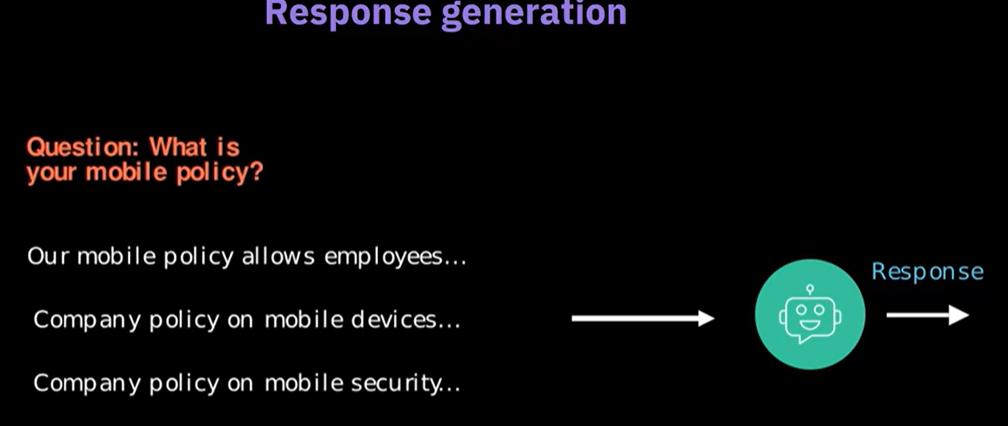 Response generation
Question: What is
your mobile policy?
Our mobile policy allows employees...
Company policy on mobile devices...
Company policy on mobile security...
Response